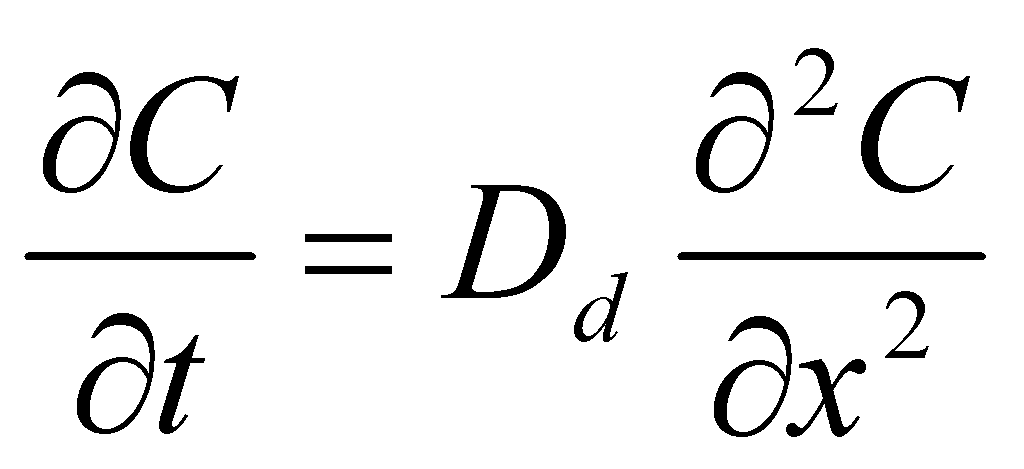 ∂C/∂t = D_d ∂²C/∂x²